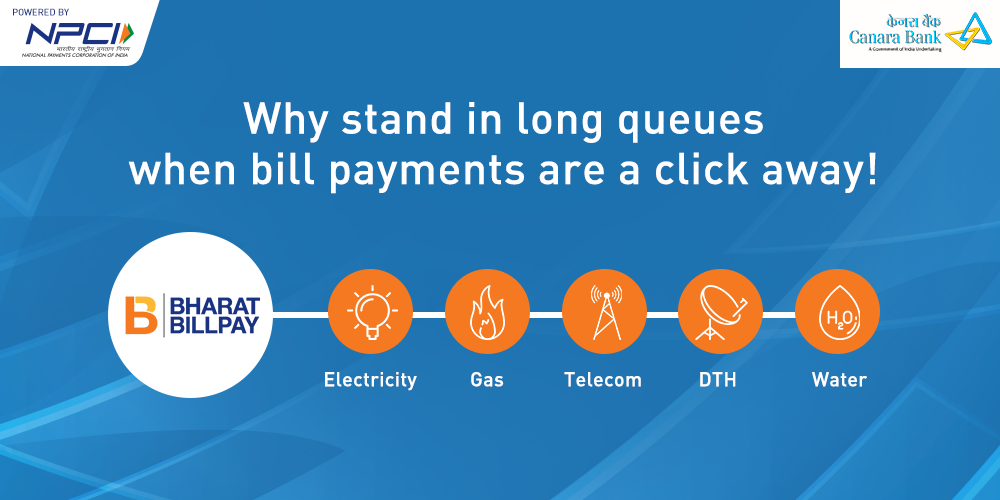 POWERED BY
NPCI
भारतीय राष्ट्रीय भुगतान निगम
NATIONAL PAYMENTS CORPORATION OF INDIA
केनरा बैंक
Canara Bank
A Government of India Undertaking
Why stand in long queues
when bill payments are a click away!
B BHARAT
BILLPAY
H2O
Electricity
Gas
Telecom
DTH
Water